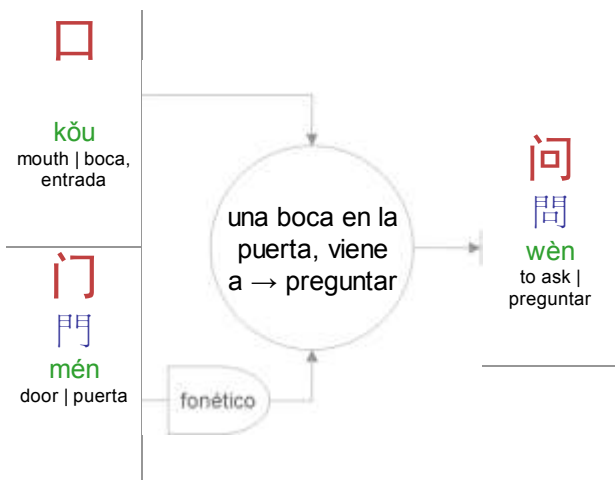 口
kǒu
mouth | boca,
entrada
门
門
mén
door | puerta
fonético
una boca en la
puerta, viene
a → preguntar
问
問
wèn
to ask |
preguntar